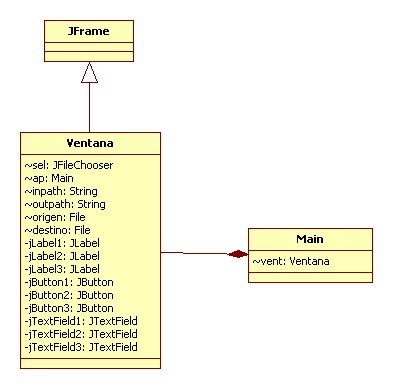 JFrame
Ventana
~sel: JFileChooser
~ap: Main
~inpath: String
~outpath: String
~origen: File
~destino: File
-jLabel1: JLabel
-jLabel2: JLabel
-jLabel3: JLabel
-jButton1: JButton
-jButton2: JButton
-jButton3: JButton
-jTextField1: JTextField
-jTextField2: JTextField
-jTextField3: JTextField
Main
~vent: Ventana